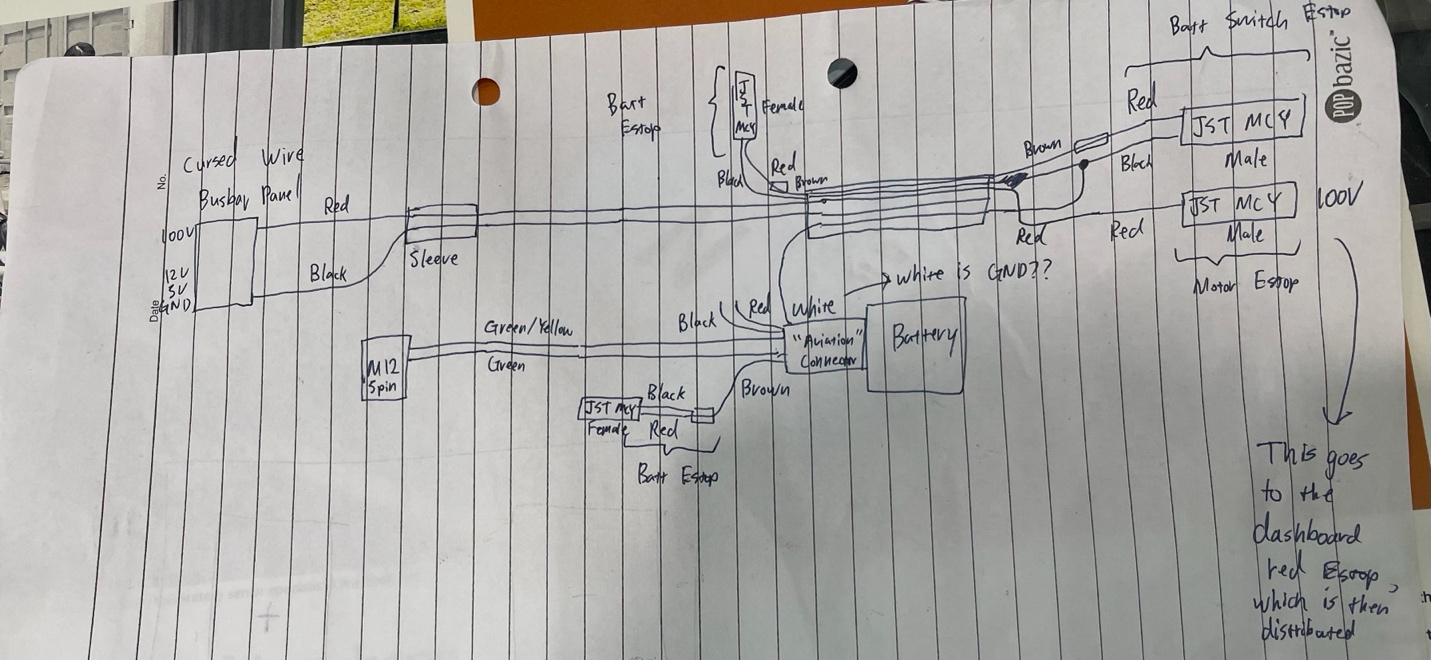 Batt Switch Estop
POP bazic™
No.
Date
Cursed Wire
Busbay Panel
100V
12V
5V
GND
Red
Black
Sleeve
Batt
Estop
JST
MCY
Female
Black
Red
Brown
Brown
Red
Black
JST MCY
Male
JST MCY
Male
100V
Red
Red
Motor Estop
White is GND??
White
Black
Red
Green/Yellow
Green
M12
5pin
"Aviation"
Connector
Battery
Brown
JST MCY
Female
Black
Red
Batt Estop
This goes
to the
dashboard
red Estop,
which is then
distributed